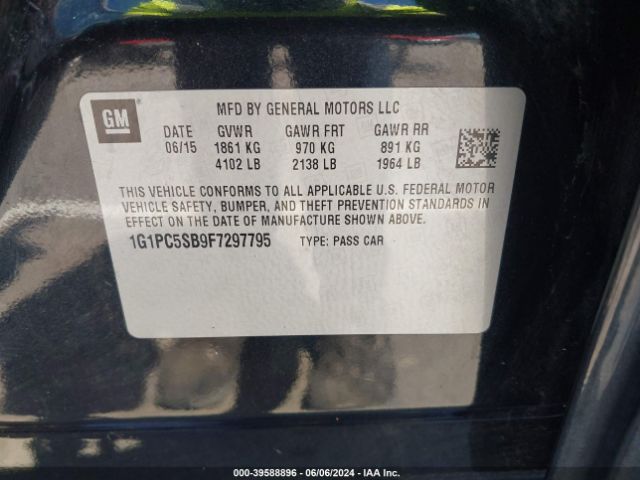 GM
MFD BY GENERAL MOTORS LLC
DATE GVWR GAWR FRT GAWR RR
06/15 1861 KG 970 KG 891 KG
4102 LB 2138 LB 1964 LB
THIS VEHICLE CONFORMS TO ALL APPLICABLE U.S. FEDERAL MOTOR
VEHICLE SAFETY, BUMPER, AND THEFT PREVENTION STANDARDS IN
EFFECT ON THE DATE OF MANUFACTURE SHOWN ABOVE.
1G1PC5SB9F7297795 TYPE: PASS CAR
000-39588896 - 06/06/2024 - IAA Inc.